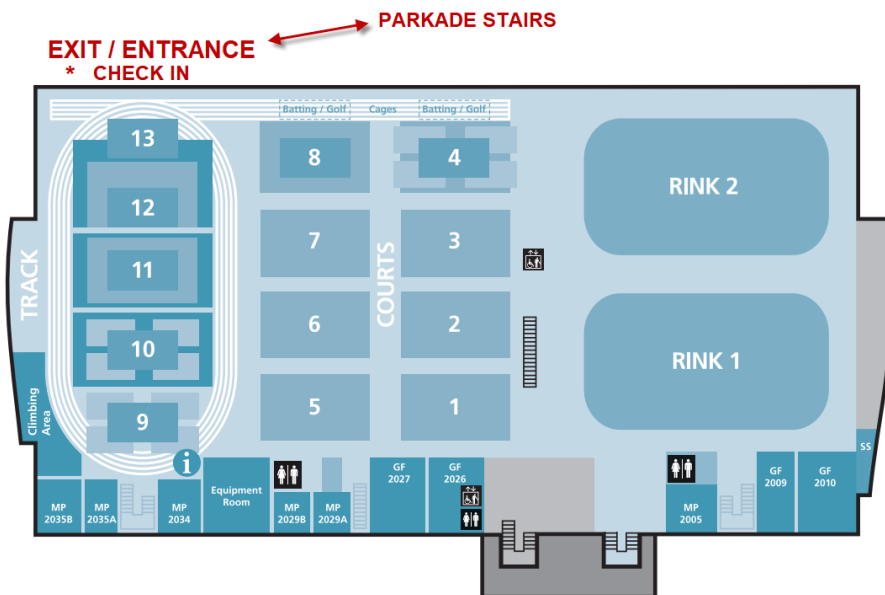 PARKADE STAIRS
EXIT / ENTRANCE
* CHECK IN
Batting / Golf Cages Batting / Golf
13
8
4
12
RINK 2
7
3
11
TRACK
COURTS
6
2
10
RINK 1
Climbing
Area
9
5
1
SS
i
MP
2035B
MP
2035A
MP
2034
Equipment
Room
MP
2029B
MP
2029A
GF
2027
GF
2026
MP
2005
GF
2009
GF
2010